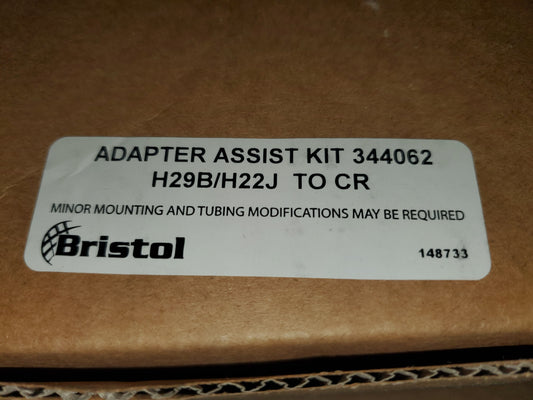 ADAPTER ASSIST KIT 344062
H29B/H22J TO CR
MINOR MOUNTING AND TUBING MODIFICATIONS MAY BE REQUIRED
Bristol
148733